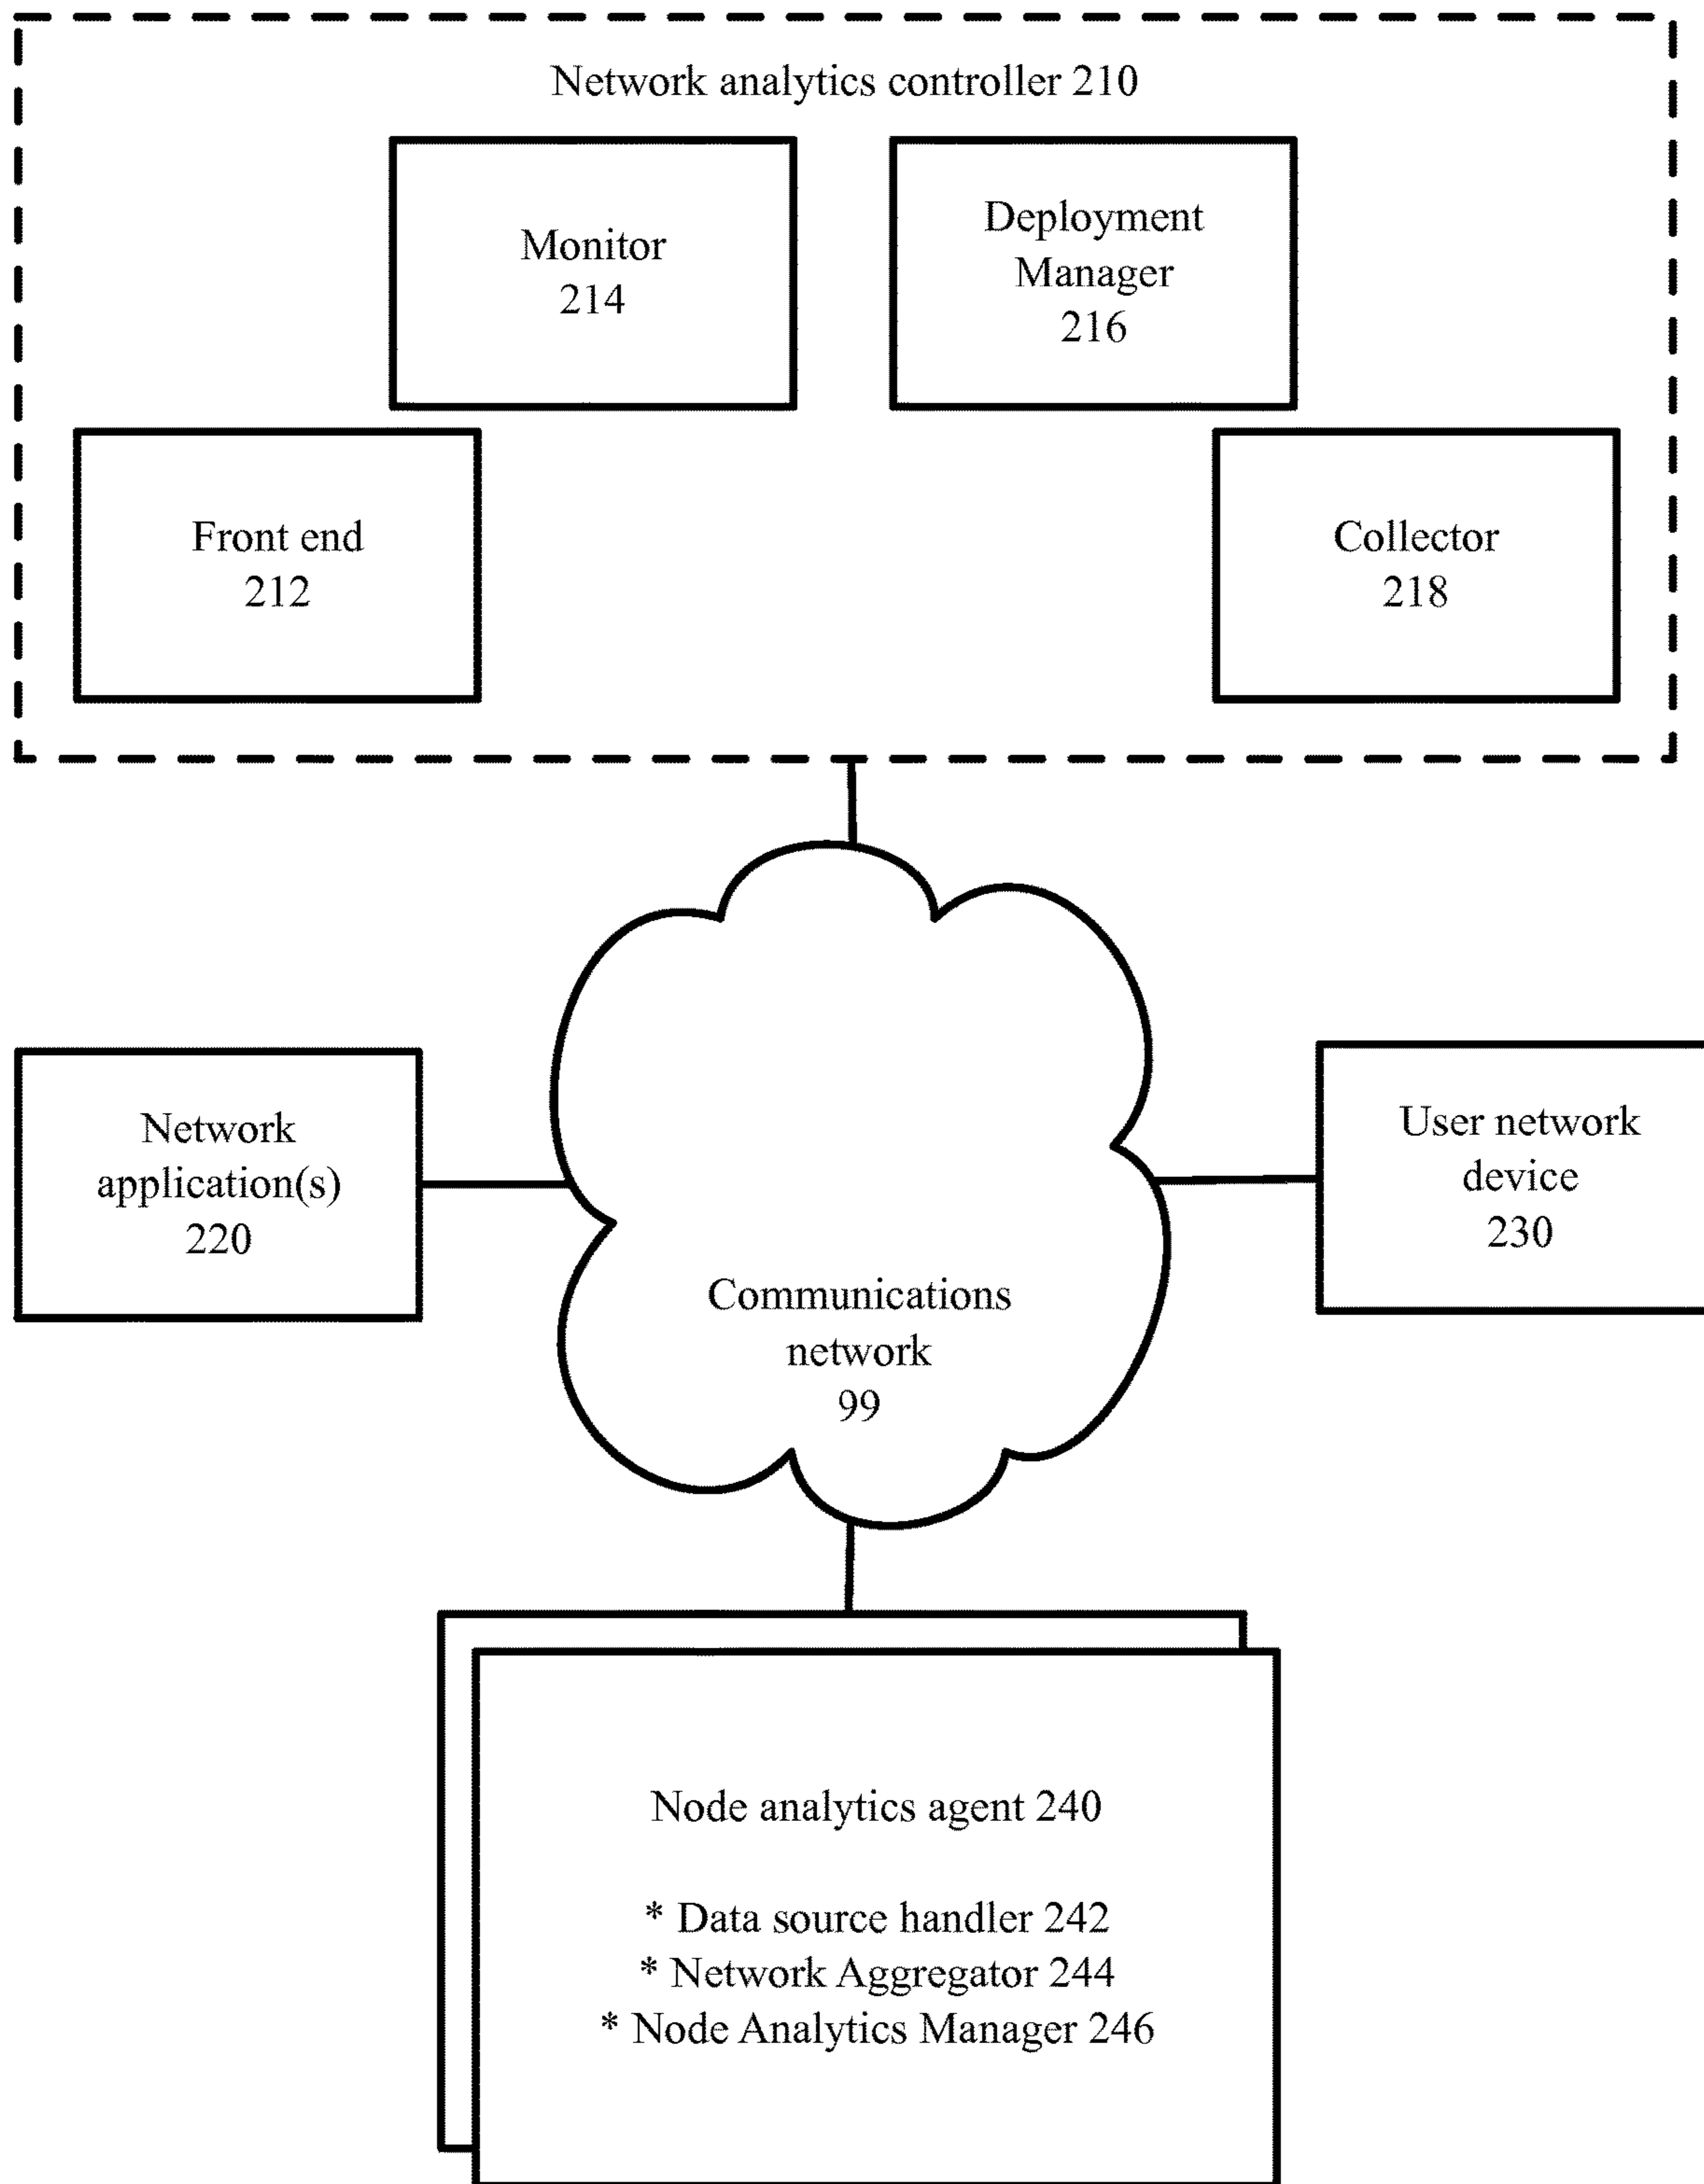 Network analytics controller 210
Monitor
214
Deployment
Manager
216
Front end
212
Collector
218
Network
application(s)
220
User network
device
230
Communications
network
99
Node analytics agent 240
* Data source handler 242
* Network Aggregator 244
* Node Analytics Manager 246